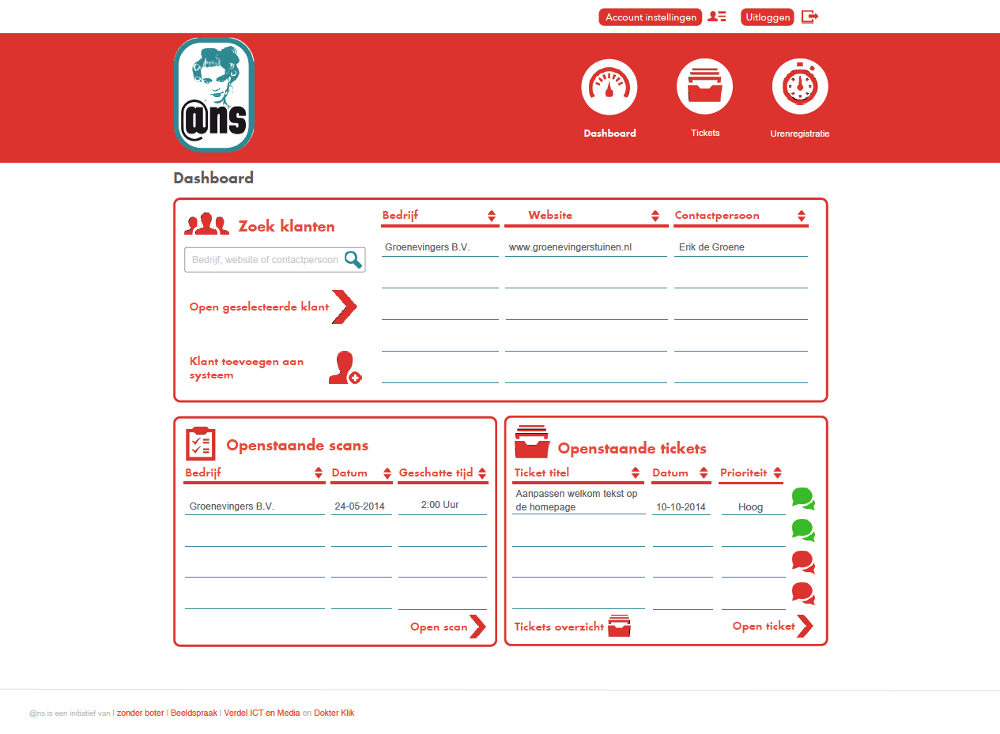 Account instellingen
Uitloggen
@ns
Dashboard
Tickets
Urenregistratie
Dashboard
Zoek klanten
Bedrijf, website of contactpersoon
Open geselecteerde klant
Klant toevoegen aan
systeem
Bedrijf Website Contactpersoon
Groenevingers B.V. www.groenevingerstuinen.nl Erik de Groene
Openstaande scans
Bedrijf Datum Geschatte tijd
Groenevingers B.V. 24-05-2014 2:00 Uur
Open scan
Openstaande tickets
Ticket titel Datum Prioriteit
Aanpassen welkom tekst op
de homepage 10-10-2014 Hoog
Tickets overzicht
Open ticket
@ns is een initiatief van | zonder boter | Beeldspraak | Verdel ICT en Media en Dokter Klik